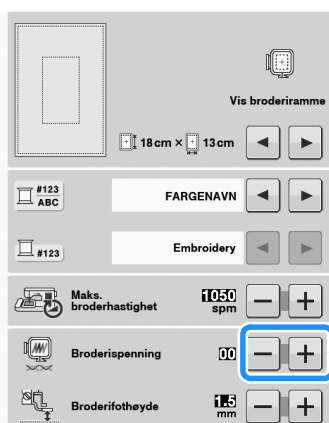 Vis broderiramme
18cm × 13cm
#123
ABC
FARGENAVN
#123
Embroidery
Maks.
broderhastighet
1050
spm
Broderispenning
00
Broderifothøyde
1.5
mm